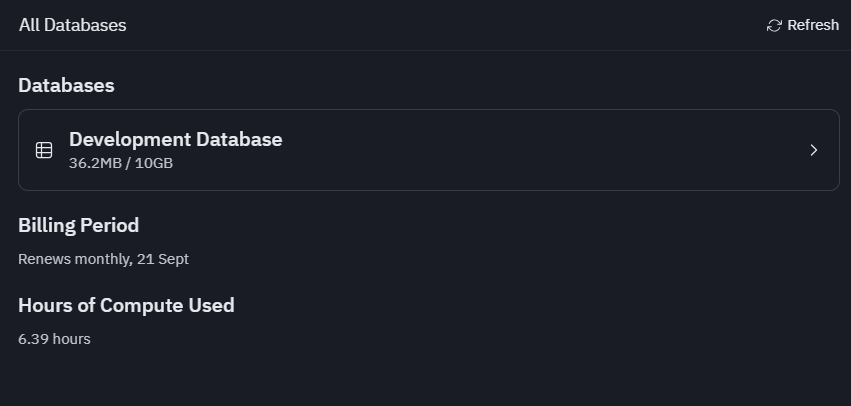 All Databases
Refresh
Databases
Development Database
36.2MB / 10GB
Billing Period
Renews monthly, 21 Sept
Hours of Compute Used
6.39 hours